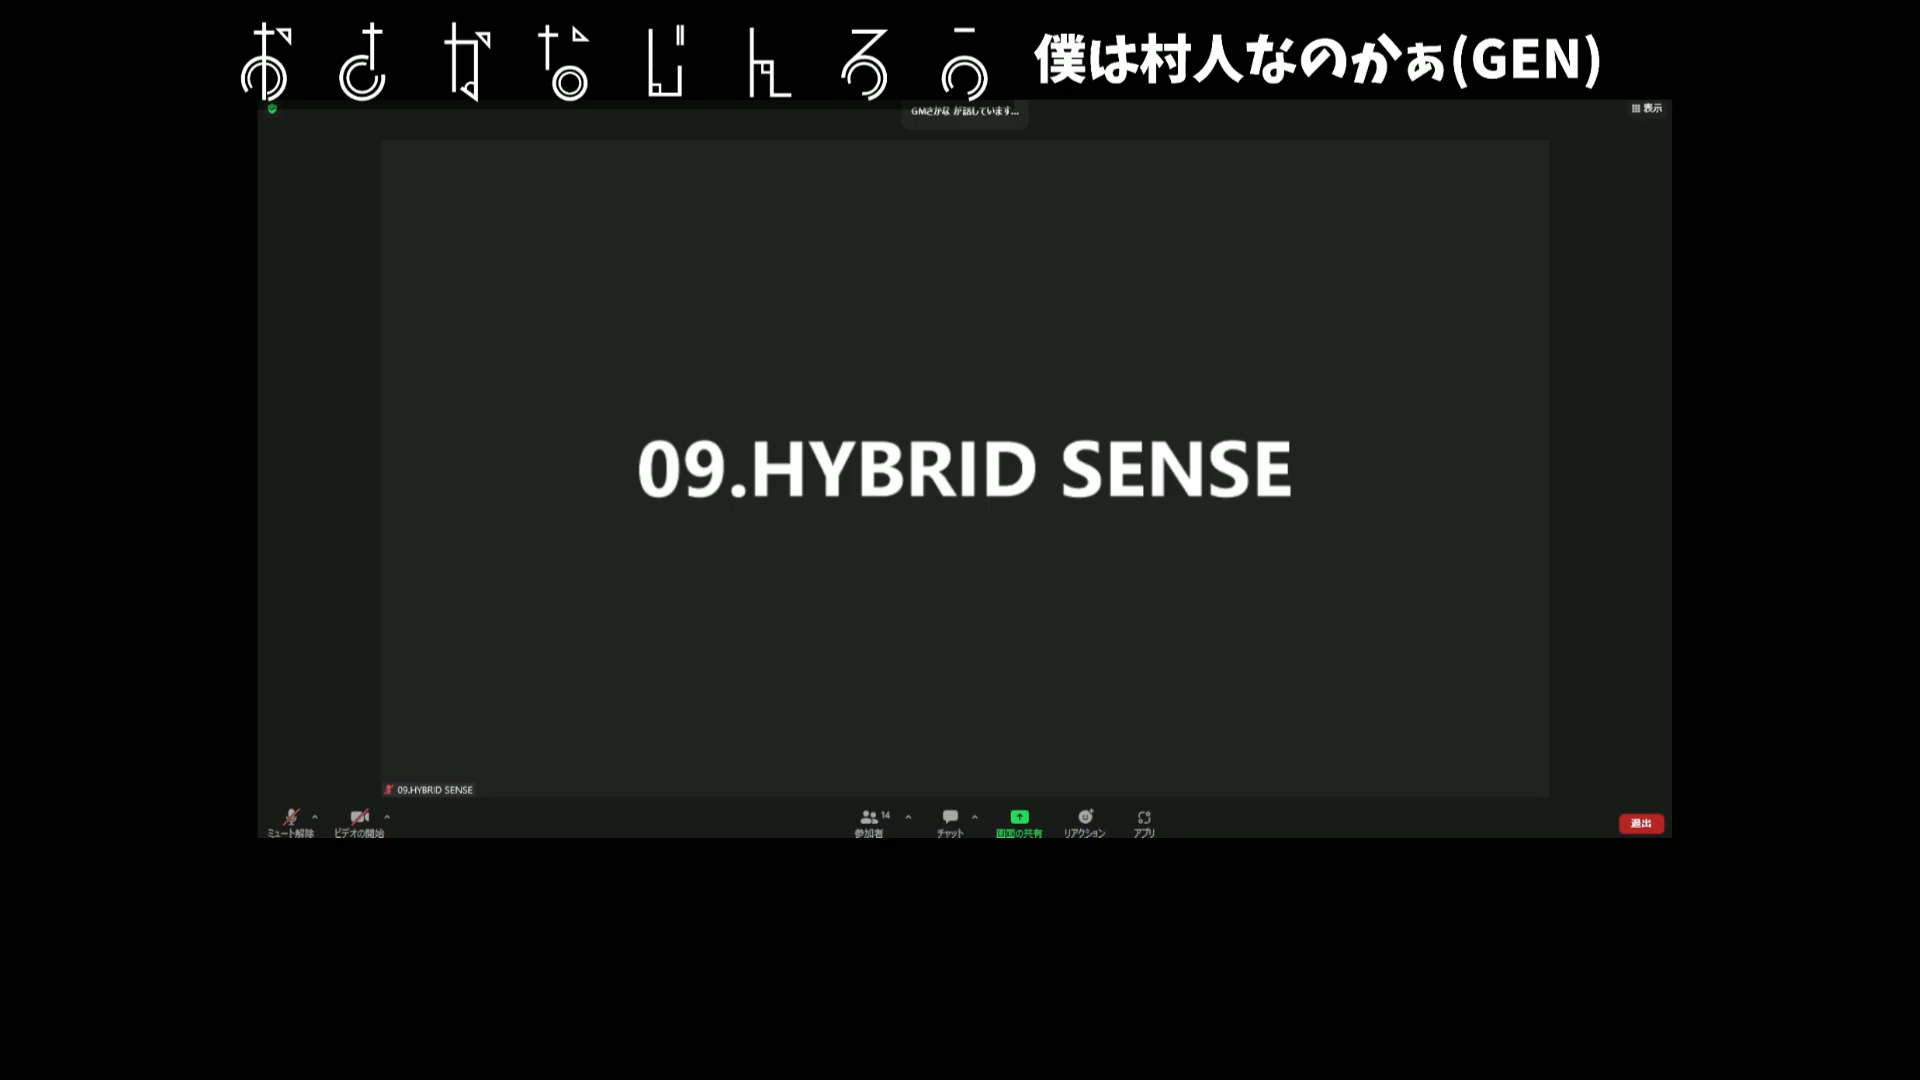 おさかなじんろう 僕は村人なのかぁ(GEN)
GMさかな が話しています...
表示
09.HYBRID SENSE
09.HYBRID SENSE
14
ミュート解除 ビデオの開始 参加者 チャット 画面の共有 リアクション アプリ 退出